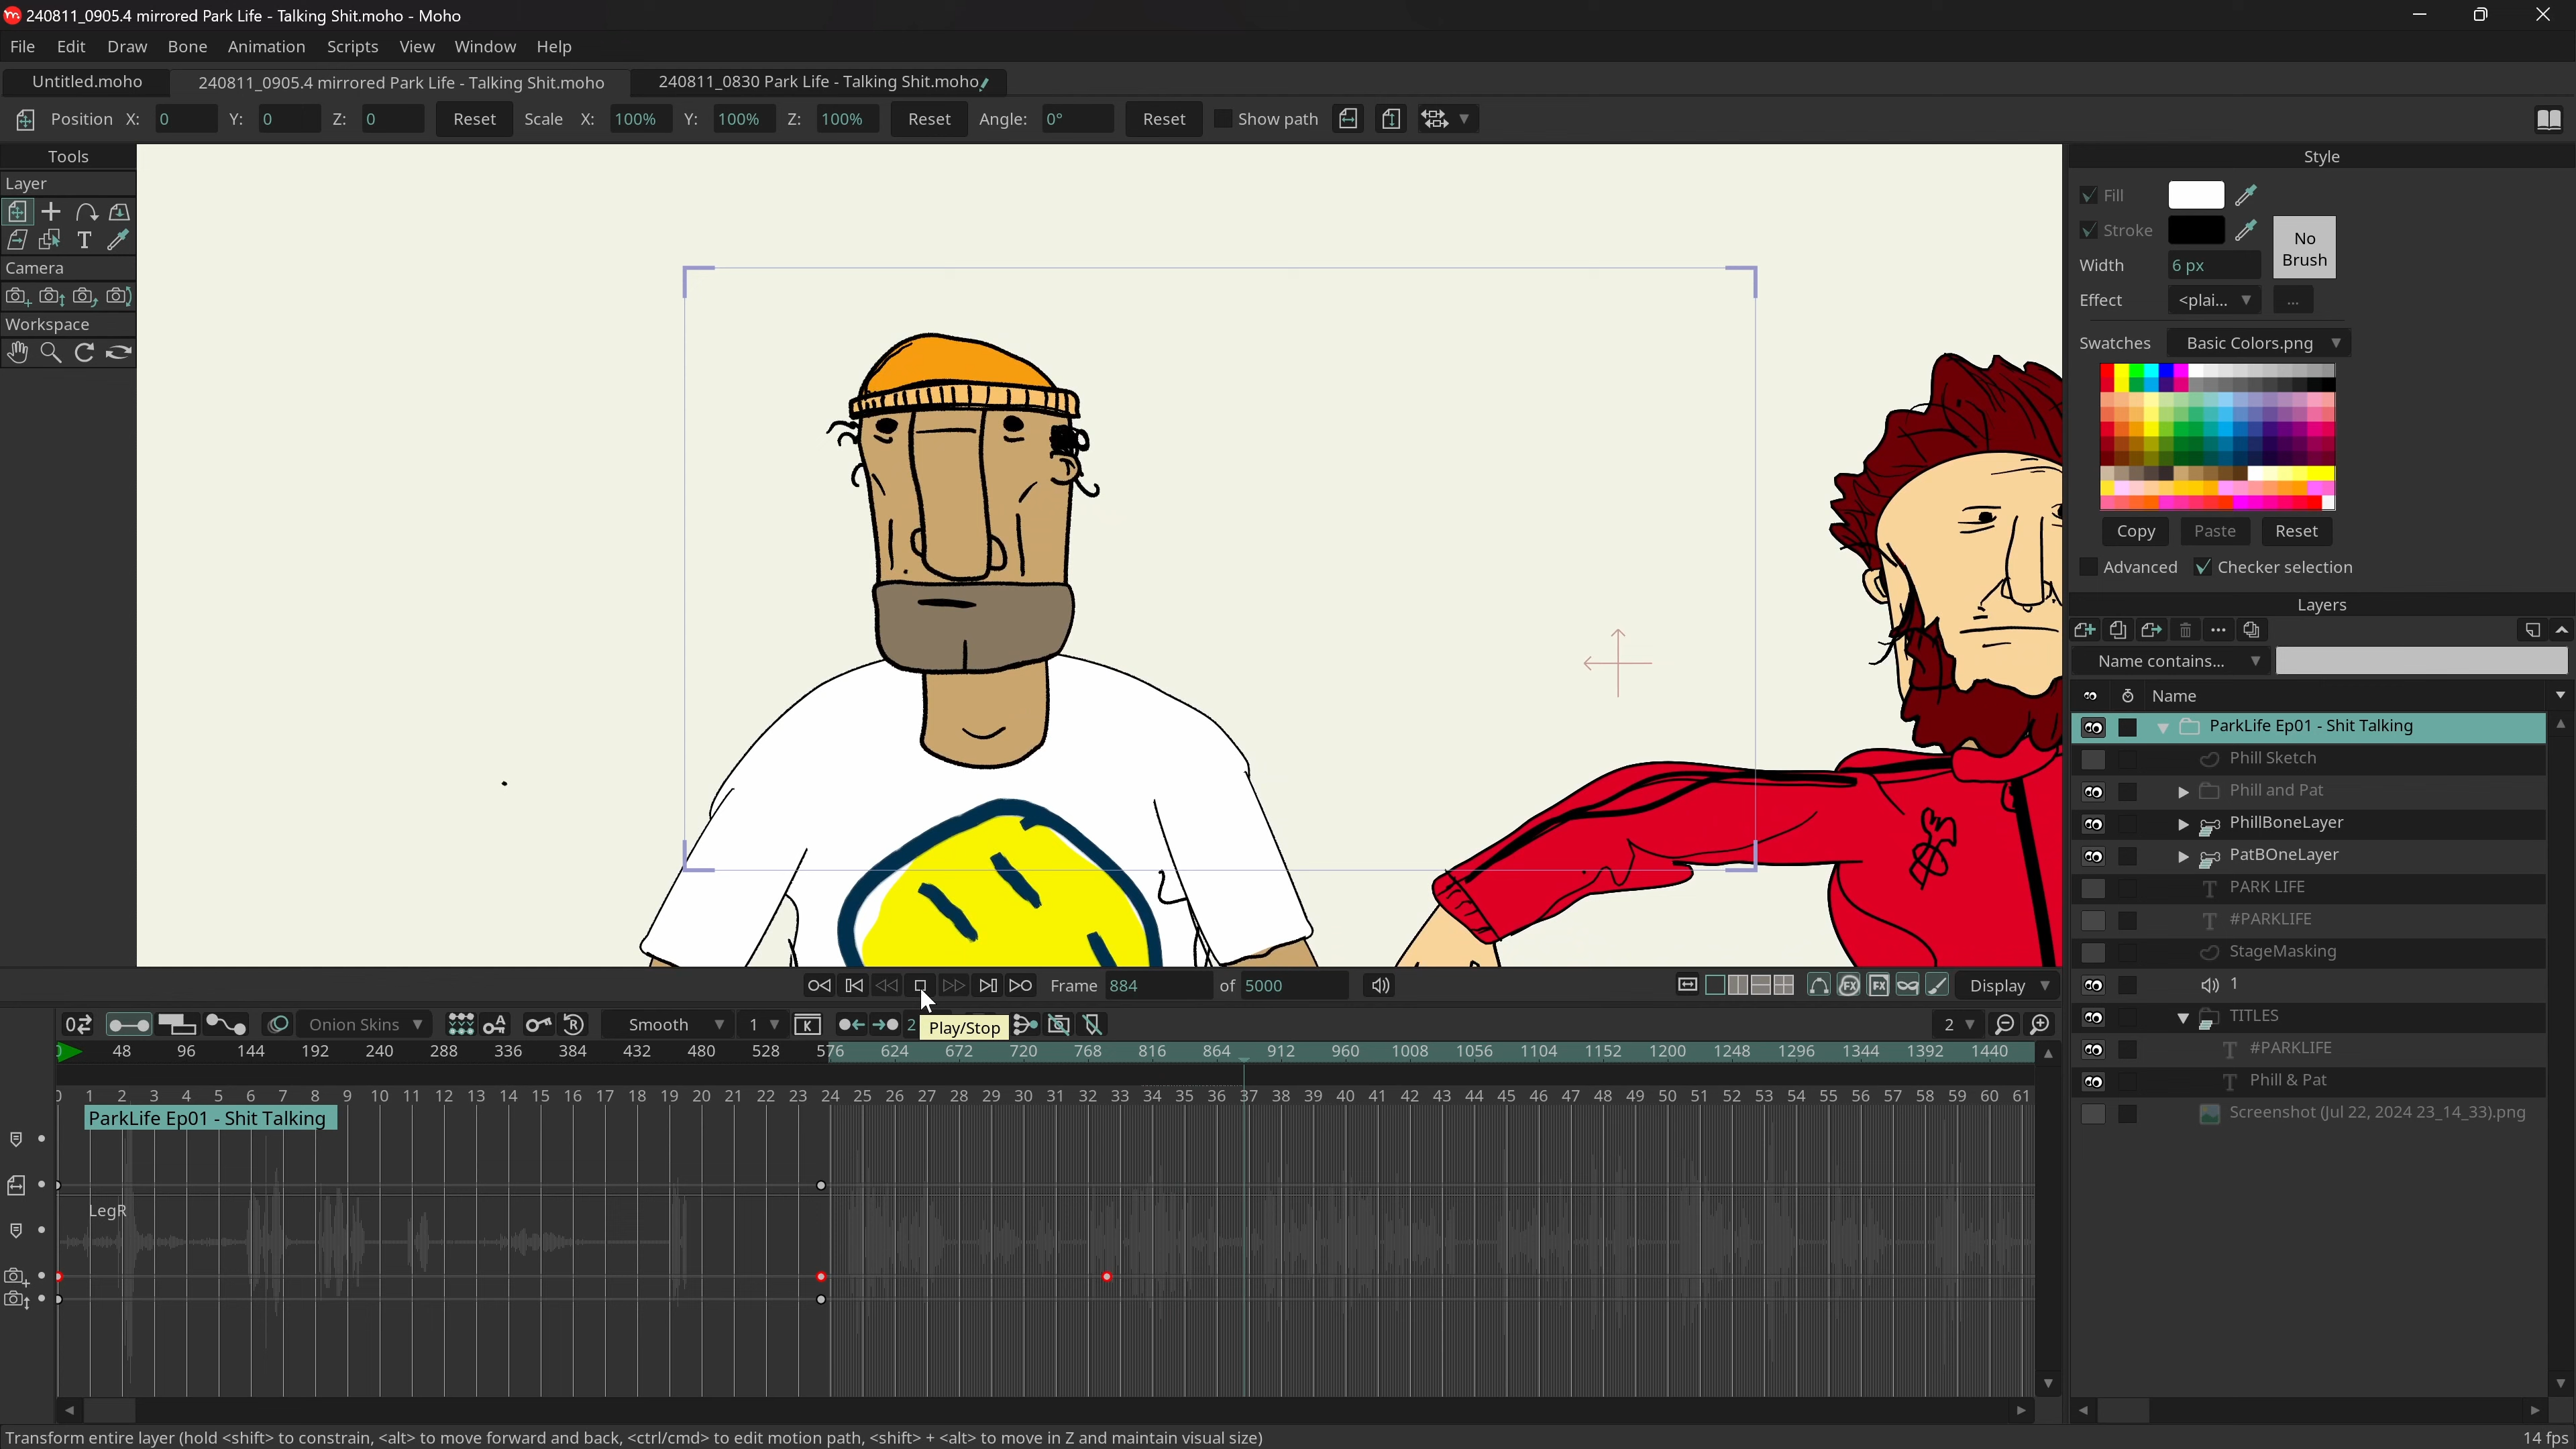 240811_0905.4 mirrored Park Life - Talking Shit.moho - Moho
File Edit Draw Bone Animation Scripts View Window Help
Untitled.moho 240811_0905.4 mirrored Park Life - Talking Shit.moho 240811_0830 Park Life - Talking Shit.moho
Position X: 0 Y: 0 Z: 0 Reset Scale X: 100% Y: 100% Z: 100% Reset Angle: 0° Reset Show path
Tools
Layer
T
Camera
Workspace
Style
Fill
Stroke
No Brush
Width 6 px
Effect <plai... ...
Swatches Basic Colors.png
Copy Paste Reset
Advanced Checker selection
Layers
Name contains...
Name
ParkLife Ep01 - Shit Talking
Phill Sketch
Phill and Pat
PhillBoneLayer
PatBOneLayer
T PARK LIFE
T #PARKLIFE
StageMasking
1
TITLES
T #PARKLIFE
T Phill & Pat
Screenshot (Jul 22, 2024 23_14_33).png
Frame 884 of 5000 Display
Onion Skins Smooth 1 2 2
Play/Stop
0 48 96 144 192 240 288 336 384 432 480 528 576 624 672 720 768 816 864 912 960 1008 1056 1104 1152 1200 1248 1296 1344 1392 1440
0 1 2 3 4 5 6 7 8 9 10 11 12 13 14 15 16 17 18 19 20 21 22 23 24 25 26 27 28 29 30 31 32 33 34 35 36 37 38 39 40 41 42 43 44 45 46 47 48 49 50 51 52 53 54 55 56 57 58 59 60 61
ParkLife Ep01 - Shit Talking
LegR
Transform entire layer (hold <shift> to constrain, <alt> to move forward and back, <ctrl/cmd> to edit motion path, <shift> + <alt> to move in Z and maintain visual size)
14 fps